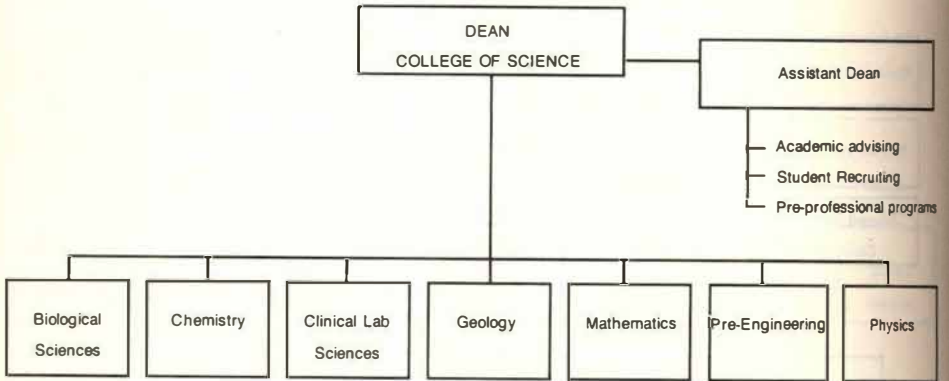 DEAN
COLLEGE OF SCIENCE
Assistant Dean
Academic advising
Student Recruiting
Pre-professional programs
Biological
Sciences
Chemistry
Clinical Lab
Sciences
Geology
Mathematics
Pre-Engineering
Physics